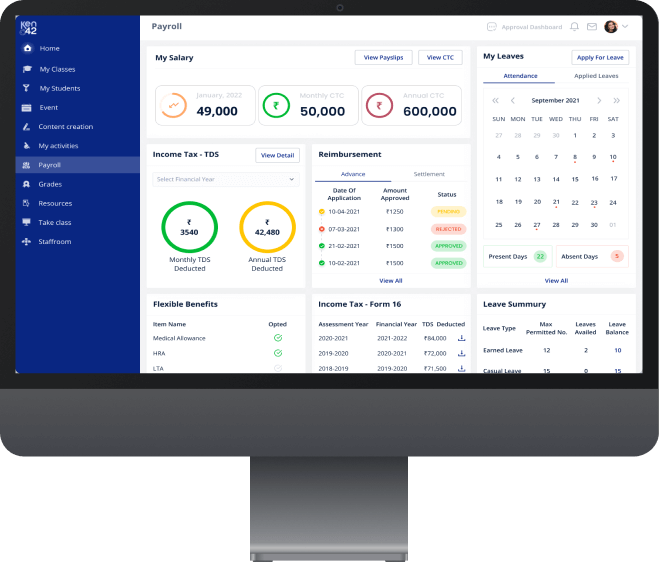 Ken
42
Payroll
Approval Dashboard
Home
My Classes
My Students
Event
Content creation
My activities
Payroll
Grades
Resources
Take class
Staffroom
My Salary
View Payslips
View CTC
January, 2022
49,000
Monthly CTC
₹
50,000
Annual CTC
₹
600,000
My Leaves
Apply For Leave
Attendance
Applied Leaves
September 2021
SUN MON TUE WED THU FRI SAT
27 28 29 30 1 2 3
4 5 6 7 8 9 10
11 12 13 14 15 16 17
18 19 20 21 22 23 24
25 26 27 28 29 30 01
Present Days 22
Absent Days 5
View All
Income Tax - TDS
View Detail
Select Financial Year
₹
3540
Monthly TDS
Deducted
₹
42,480
Annual TDS
Deducted
Reimbursement
Advance
Settlement
Date Of
Application
Amount
Approved
Status
10-04-2021 ₹1250 PENDING
07-03-2021 ₹1300 REJECTED
21-02-2021 ₹1500 APPROVED
10-02-2021 ₹1500 APPROVED
View All
Flexible Benefits
Item Name Opted
Medical Allowance
HRA
LTA
Income Tax - Form 16
Assessment Year Financial Year TDS Deducted
2020-2021 2021-2022 ₹84,000
2019-2020 2020-2021 ₹72,000
2018-2019 2019-2020 ₹71,500
Leave Summury
Leave Type
Max
Permitted No.
Leaves
Availed
Leave
Balance
Earned Leave 12 2 10
Casual Leave 15 0 15